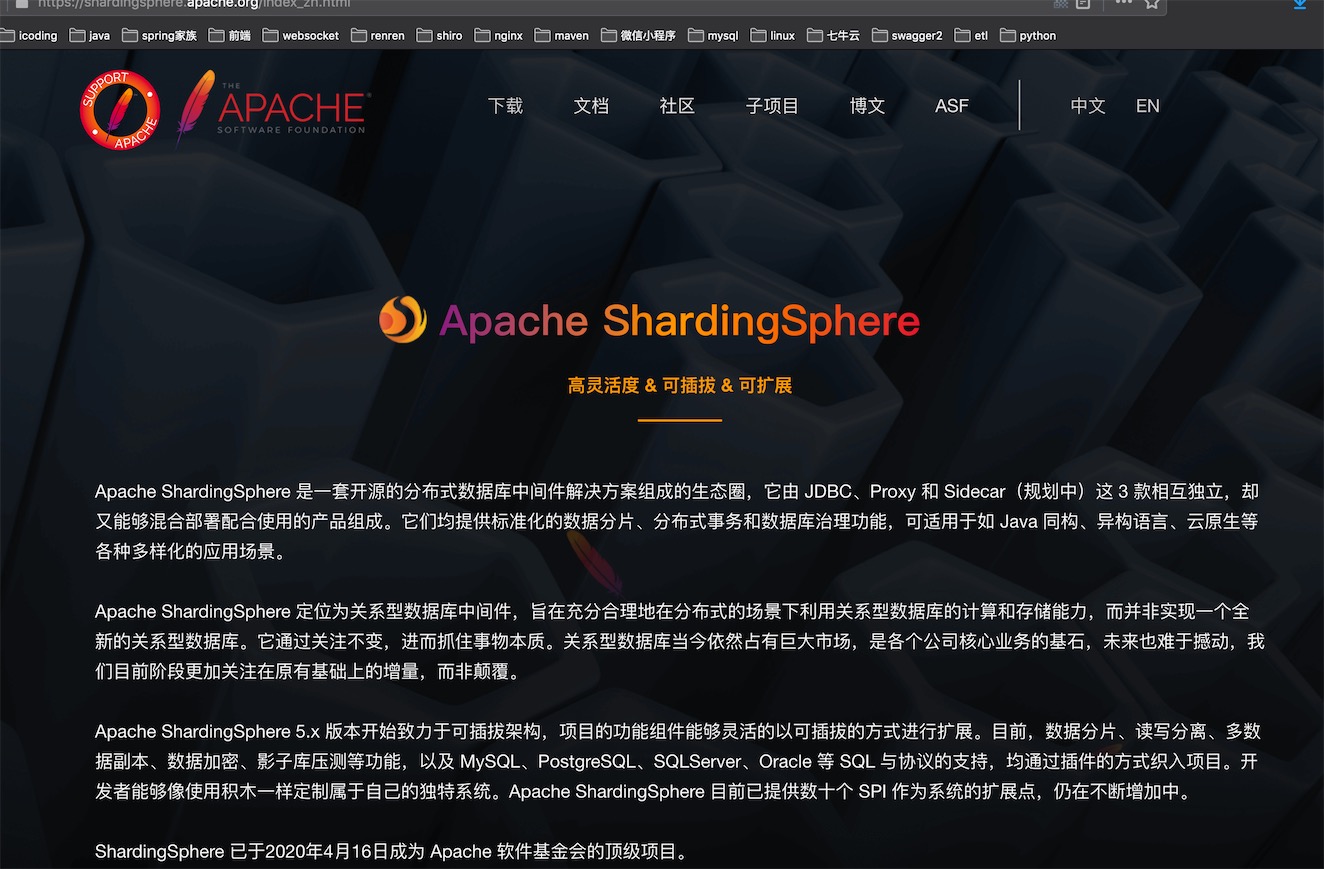 https://shardingsphere.apache.org/index_zh.html
icoding java spring家族 前端 websocket renren shiro nginx maven 微信小程序 mysql linux 七牛云 swagger2 etl python
SUPPORT APACHE
THE
APACHE®
SOFTWARE FOUNDATION
下载 文档 社区 子项目 博文 ASF 中文 EN
Apache ShardingSphere
高灵活度 & 可插拔 & 可扩展
Apache ShardingSphere 是一套开源的分布式数据库中间件解决方案组成的生态圈，它由 JDBC、Proxy 和 Sidecar（规划中）这 3 款相互独立，却
又能够混合部署配合使用的产品组成。它们均提供标准化的数据分片、分布式事务和数据库治理功能，可适用于如 Java 同构、异构语言、云原生等
各种多样化的应用场景。
Apache ShardingSphere 定位为关系型数据库中间件，旨在充分合理地在分布式的场景下利用关系型数据库的计算和存储能力，而并非实现一个全
新的关系型数据库。它通过关注不变，进而抓住事物本质。关系型数据库当今依然占有巨大市场，是各个公司核心业务的基石，未来也难于撼动，我
们目前阶段更加关注在原有基础上的增量，而非颠覆。
Apache ShardingSphere 5.x 版本开始致力于可插拔架构，项目的功能组件能够灵活的以可插拔的方式进行扩展。目前，数据分片、读写分离、多数
据副本、数据加密、影子库压测等功能，以及 MySQL、PostgreSQL、SQLServer、Oracle 等 SQL 与协议的支持，均通过插件的方式织入项目。开
发者能够像使用积木一样定制属于自己的独特系统。Apache ShardingSphere 目前已提供数十个 SPI 作为系统的扩展点，仍在不断增加中。
ShardingSphere 已于2020年4月16日成为 Apache 软件基金会的顶级项目。